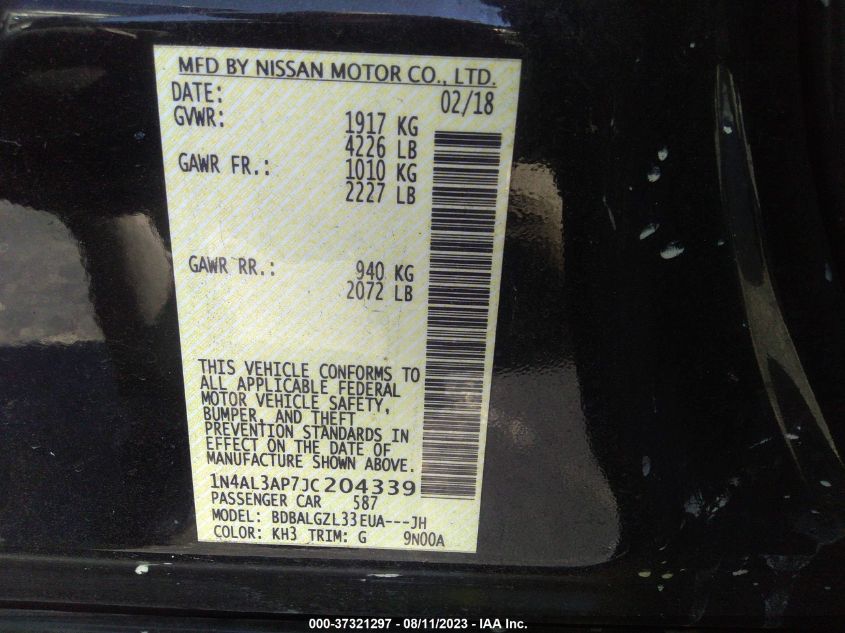 MFD BY NISSAN MOTOR CO., LTD.
DATE: 02/18
GVWR: 1917 KG
4226 LB
GAWR FR.: 1010 KG
2227 LB
GAWR RR.: 940 KG
2072 LB
THIS VEHICLE CONFORMS TO
ALL APPLICABLE FEDERAL
MOTOR VEHICLE SAFETY,
BUMPER, AND THEFT
PREVENTION STANDARDS IN
EFFECT ON THE DATE OF
MANUFACTURE SHOWN ABOVE.
1N4AL3AP7JC204339
PASSENGER CAR 587
MODEL: BDBALGZL33EUA---JH
COLOR: KH3 TRIM: G 9N00A
000-37321297 - 08/11/2023 - IAA Inc.